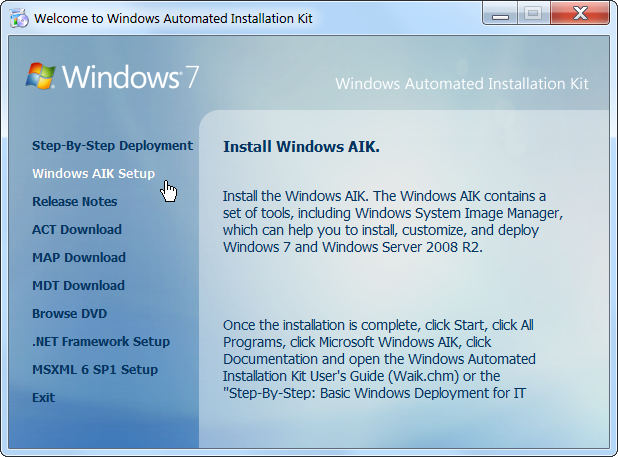 Welcome to Windows Automated Installation Kit
Windows 7
Windows Automated Installation Kit
Step-By-Step Deployment
Windows AIK Setup
Release Notes
ACT Download
MAP Download
MDT Download
Browse DVD
.NET Framework Setup
MSXML 6 SP1 Setup
Exit
Install Windows AIK.
Install the Windows AIK. The Windows AIK contains a
set of tools, including Windows System Image Manager,
which can help you to install, customize, and deploy
Windows 7 and Windows Server 2008 R2.
Once the installation is complete, click Start, click All
Programs, click Microsoft Windows AIK, click
Documentation and open the Windows Automated
Installation Kit User's Guide (Waik.chm) or the
"Step-By-Step: Basic Windows Deployment for IT